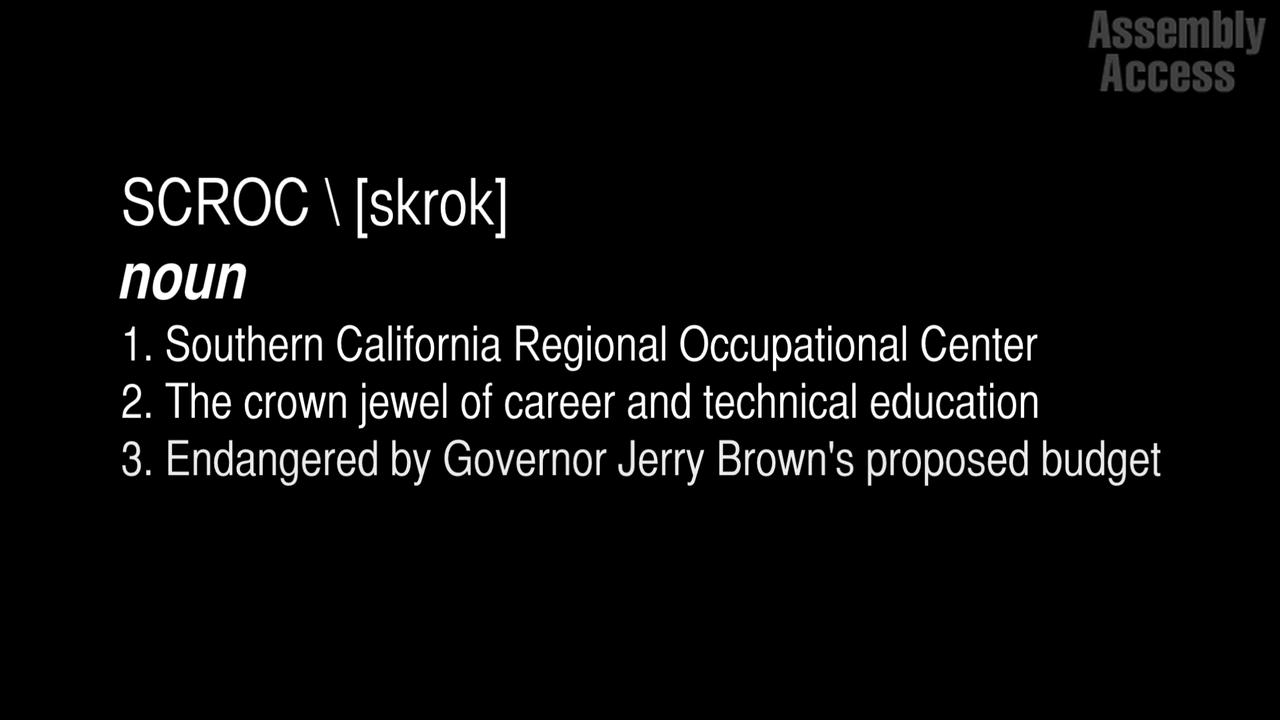 Assembly
Access
SCROC \ [skrok]
noun
1. Southern California Regional Occupational Center
2. The crown jewel of career and technical education
3. Endangered by Governor Jerry Brown's proposed budget